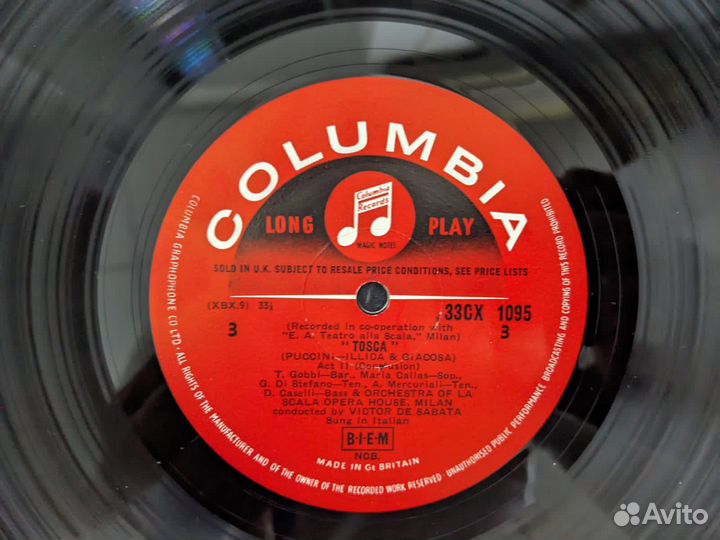 COLUMBIA
Columbia
Records
LONG PLAY
MAGIC NOTES
SOLD IN U.K. SUBJECT TO RESALE PRICE CONDITIONS, SEE PRICE LISTS
(XBX.9) 33⅓ 33CX 1095
3 3
(Recorded in co-operation with
"E. A. Teatro alla Scala," Milan)
"TOSCA"
(PUCCINI—ILLICA & GIACOSA)
Act II (Conclusion)
T. Gobbi—Bar., Maria Callas—Sop.,
G. Di Stefano—Ten., A. Mercuriali—Ten.,
D. Caselli—Bass & ORCHESTRA OF LA
SCALA OPERA HOUSE, MILAN
conducted by VICTOR DE SABATA
Sung in Italian
B·I·E·M
NCB.
MADE IN Gt BRITAIN
COLUMBIA GRAPHOPHONE CO LTD · ALL RIGHTS OF THE MANUFACTURER AND OF THE OWNER OF THE RECORDED WORK RESERVED · UNAUTHORISED PUBLIC PERFORMANCE BROADCASTING AND COPYING OF THIS RECORD PROHIBITED
Avito